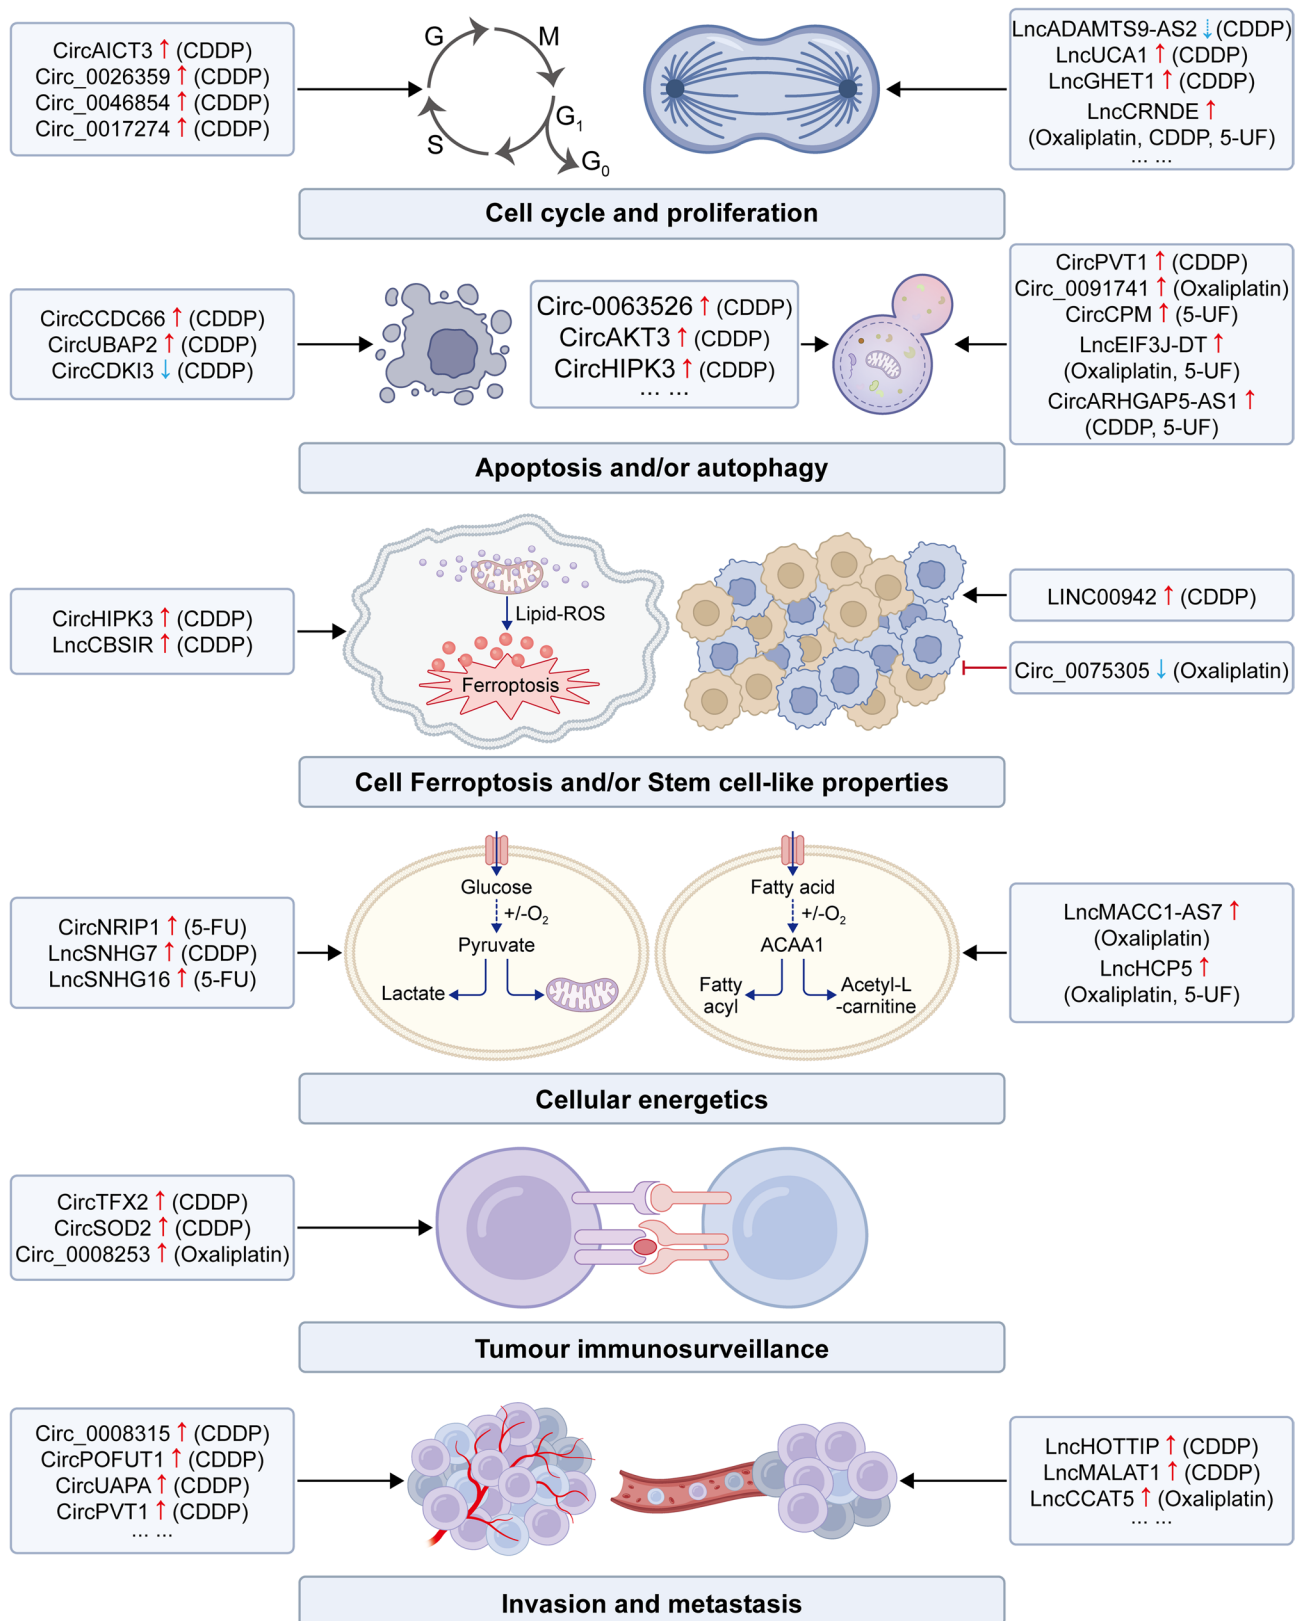 CircAICT3 ↑ (CDDP)
Circ_0026359 ↑ (CDDP)
Circ_0046854 ↑ (CDDP)
Circ_0017274 ↑ (CDDP)
G
M
G1
S
G0
LncADAMTS9-AS2 ↓ (CDDP)
LncUCA1 ↑ (CDDP)
LncGHET1 ↑ (CDDP)
LncCRNDE ↑
(Oxaliplatin, CDDP, 5-UF)
... ...
Cell cycle and proliferation
CircCCDC66 ↑ (CDDP)
CircUBAP2 ↑ (CDDP)
CircCDKI3 ↓ (CDDP)
Circ-0063526 ↑ (CDDP)
CircAKT3 ↑ (CDDP)
CircHIPK3 ↑ (CDDP)
... ...
CircPVT1 ↑ (CDDP)
Circ_0091741 ↑ (Oxaliplatin)
CircCPM ↑ (5-UF)
LncEIF3J-DT ↑
(Oxaliplatin, 5-UF)
CircARHGAP5-AS1 ↑
(CDDP, 5-UF)
Apoptosis and/or autophagy
CircHIPK3 ↑ (CDDP)
LncCBSIR ↑ (CDDP)
Lipid-ROS
Ferroptosis
LINC00942 ↑ (CDDP)
Circ_0075305 ↓ (Oxaliplatin)
Cell Ferroptosis and/or Stem cell-like properties
CircNRIP1 ↑ (5-FU)
LncSNHG7 ↑ (CDDP)
LncSNHG16 ↑ (5-FU)
Glucose
+/-O2
Pyruvate
Lactate
Fatty acid
+/-O2
ACAA1
Fatty
acyl
Acetyl-L
-carnitine
LncMACC1-AS7 ↑
(Oxaliplatin)
LncHCP5 ↑
(Oxaliplatin, 5-UF)
Cellular energetics
CircTFX2 ↑ (CDDP)
CircSOD2 ↑ (CDDP)
Circ_0008253 ↑ (Oxaliplatin)
Tumour immunosurveillance
Circ_0008315 ↑ (CDDP)
CircPOFUT1 ↑ (CDDP)
CircUAPA ↑ (CDDP)
CircPVT1 ↑ (CDDP)
... ...
LncHOTTIP ↑ (CDDP)
LncMALAT1 ↑ (CDDP)
LncCCAT5 ↑ (Oxaliplatin)
... ...
Invasion and metastasis